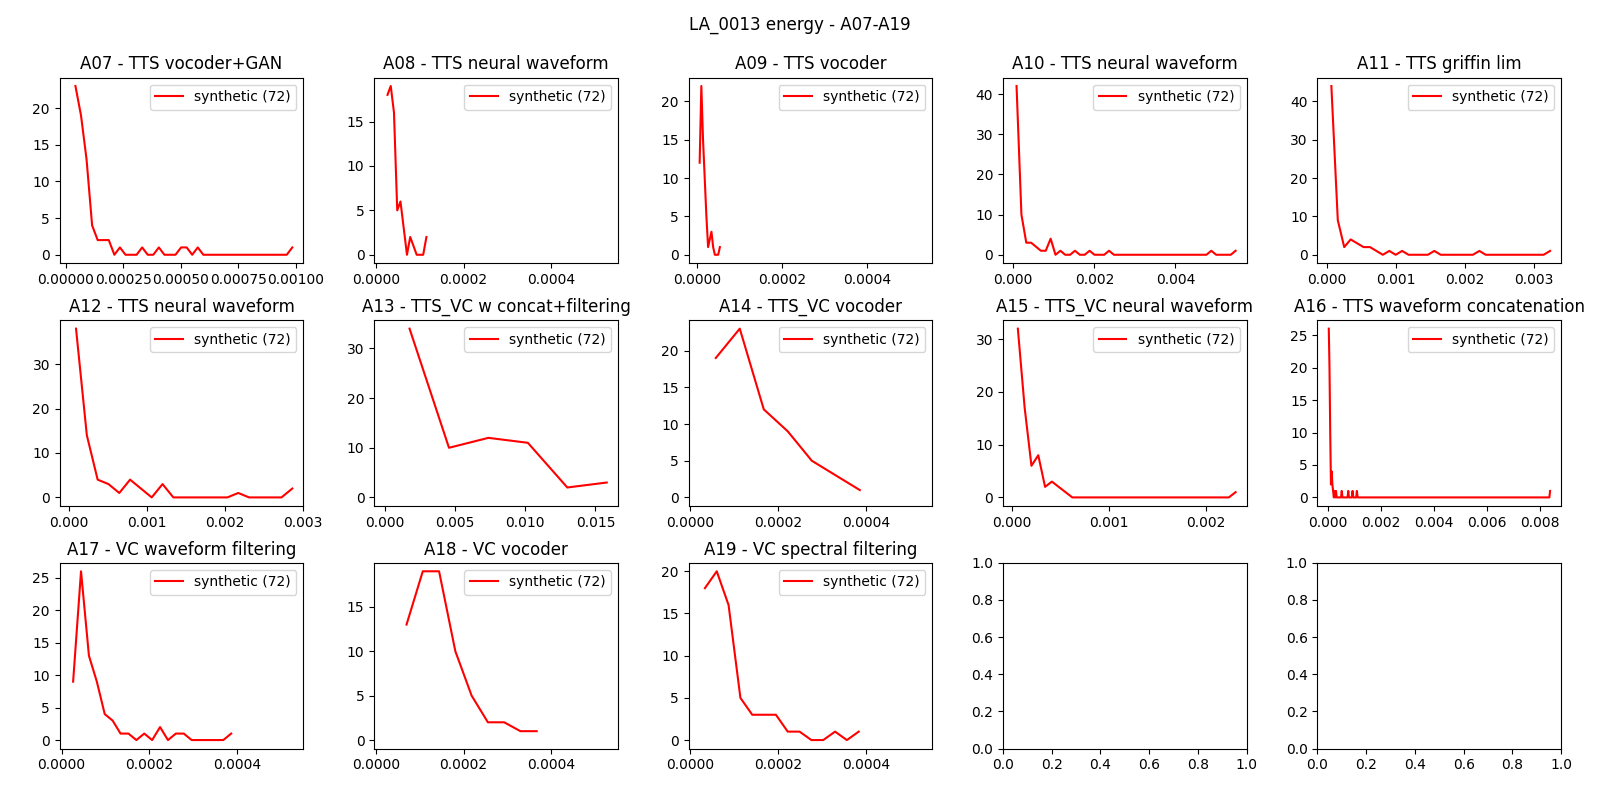 LA_0013 energy - A07-A19
A07 - TTS vocoder+GAN
synthetic (72)
20
15
10
5
0
0.00000 0.00025 0.00050 0.00075 0.00100
A08 - TTS neural waveform
synthetic (72)
15
10
5
0
0.0000 0.0002 0.0004
A09 - TTS vocoder
synthetic (72)
20
15
10
5
0
0.0000 0.0002 0.0004
A10 - TTS neural waveform
synthetic (72)
40
30
20
10
0
0.000 0.002 0.004
A11 - TTS griffin lim
synthetic (72)
40
30
20
10
0
0.000 0.001 0.002 0.003
A12 - TTS neural waveform
synthetic (72)
30
20
10
0
0.000 0.001 0.002 0.003
A13 - TTS_VC w concat+filtering
synthetic (72)
30
20
10
0
0.000 0.005 0.010 0.015
A14 - TTS_VC vocoder
synthetic (72)
20
15
10
5
0
0.0000 0.0002 0.0004
A15 - TTS_VC neural waveform
synthetic (72)
30
20
10
0
0.000 0.001 0.002
A16 - TTS waveform concatenation
synthetic (72)
25
20
15
10
5
0
0.000 0.002 0.004 0.006 0.008
A17 - VC waveform filtering
synthetic (72)
25
20
15
10
5
0
0.0000 0.0002 0.0004
A18 - VC vocoder
synthetic (72)
15
10
5
0
0.0000 0.0002 0.0004
A19 - VC spectral filtering
synthetic (72)
20
15
10
5
0
0.0000 0.0002 0.0004
1.0
0.8
0.6
0.4
0.2
0.0
0.0 0.2 0.4 0.6 0.8 1.0
1.0
0.8
0.6
0.4
0.2
0.0
0.0 0.2 0.4 0.6 0.8 1.0